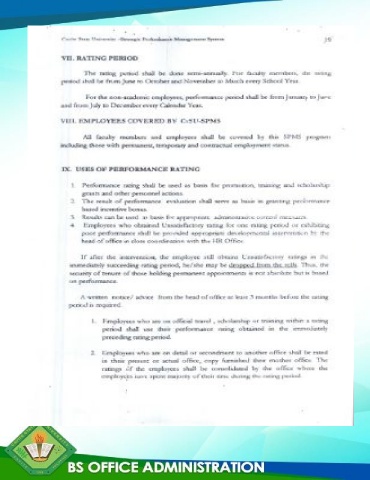 Cavite State University -Strategic Performance Management System
VII. RATING PERIOD
The rating period shall be done semi-annually. For faculty members, the rating
period shall be from June to October and November to March every School Year.
For the non-academic employees, performance period shall be from January to June
and from July to December every Calendar Year.
VIII. EMPLOYEES COVERED BY CvSU-SPMS
All faculty members and employees shall be covered by this SPMS program
including those with permanent, temporary and contractual employment status.
IX. USES OF PERFORMANCE RATING
1. Performance rating shall be used as basis for promotion, training and scholarship
grants and other personnel actions.
2. The result of performance evaluation shall serve as basis in granting performance
based incentive bonus.
3. Results can be used as basis for appropriate administrative control measures.
4. Employees who obtained Unsatisfactory rating for one rating period or exhibiting
poor performance shall be provided appropriate developmental intervention by the
head of office in close coordination with the HR Office.
If after the intervention, the employee still obtains Unsatisfactory ratings in the
immediately succeeding rating period, he/she may be dropped from the rolls. Thus, the
security of tenure of those holding permanent appointments is not absolute but is based
on performance.
A written notice/ advice from the head of office at least 3 months before the rating
period is required.
1. Employees who are on official travel , scholarship or training within a rating
period shall use their performance rating obtained in the immediately
preceding rating period.
2. Employees who are on detail or secondment to another office shall be rated
in their present or actual office, copy furnished their mother office. The
ratings of the employees shall be consolidated by the office where the
employees have spent majority of their time during the rating period.
BS OFFICE ADMINISTRATION